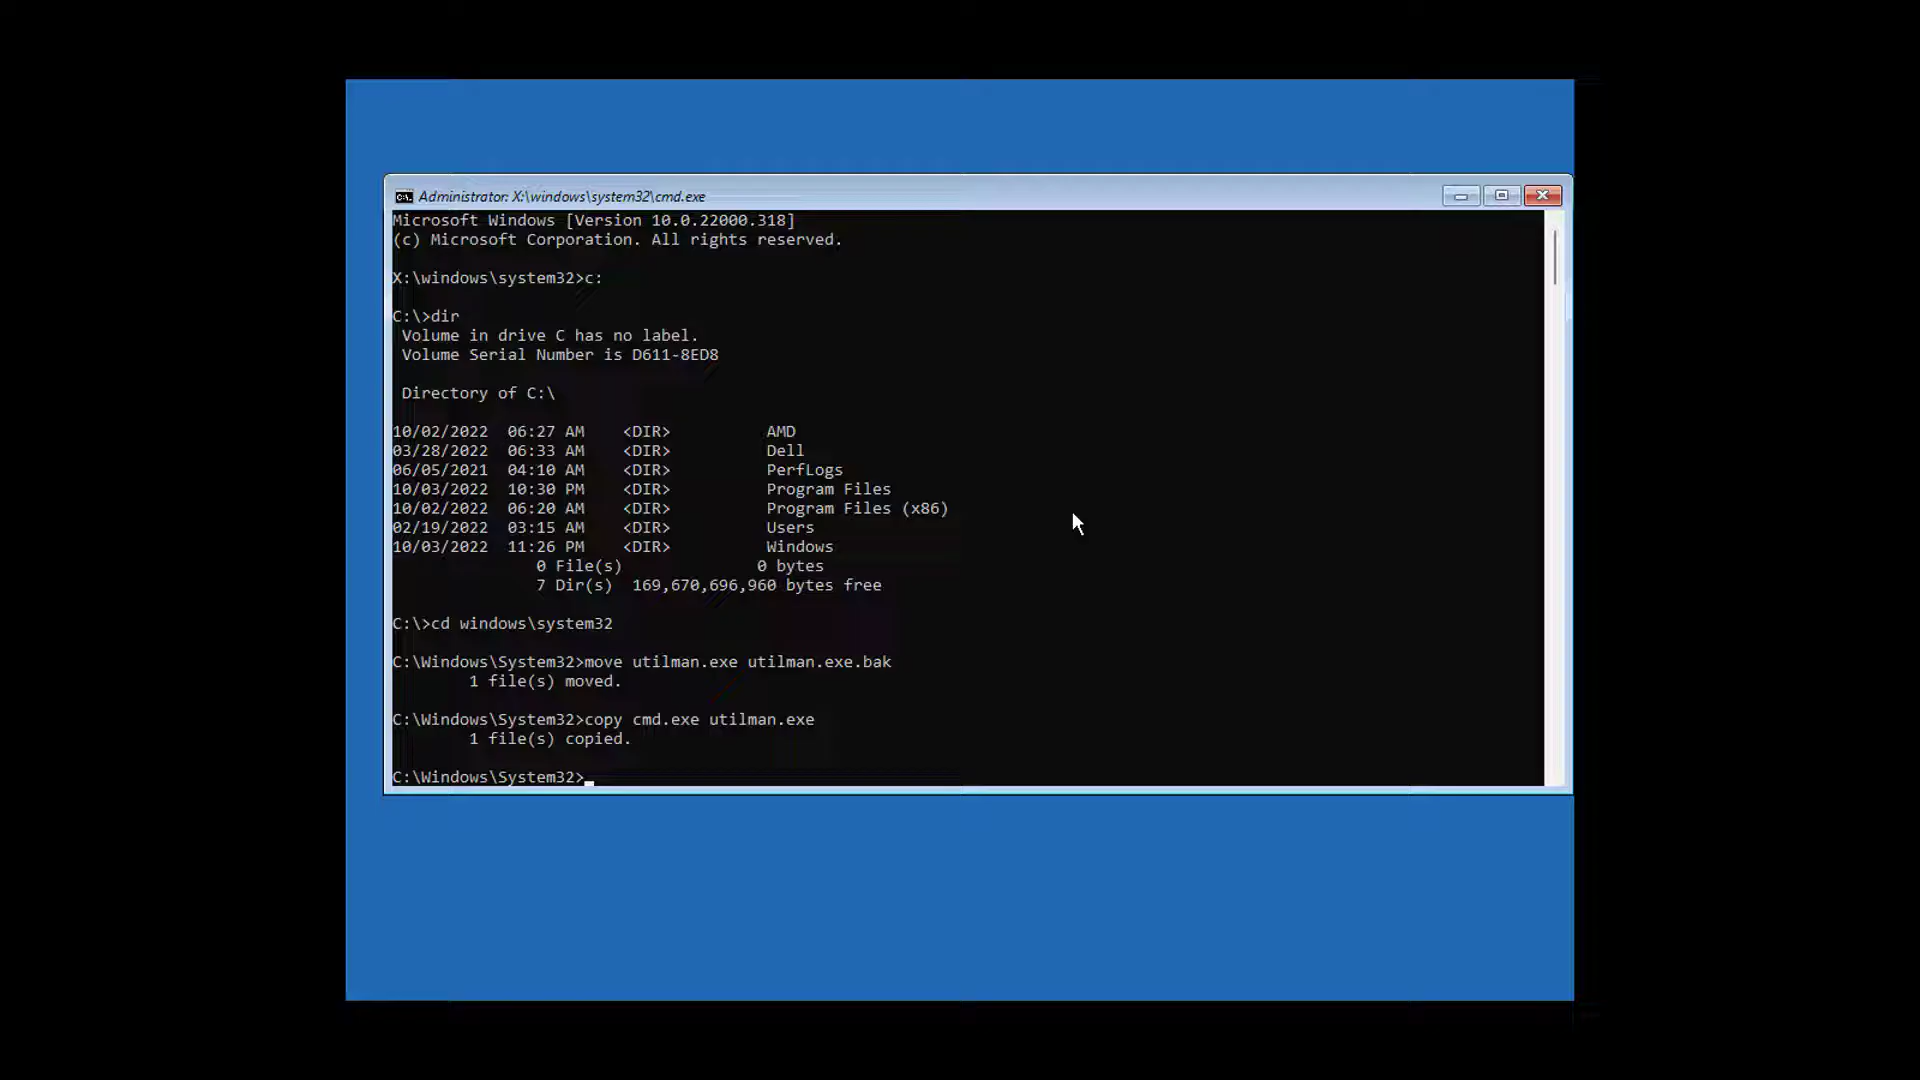 Administrator: X:\windows\system32\cmd.exe
Microsoft Windows [Version 10.0.22000.318]
(c) Microsoft Corporation. All rights reserved.
X:\windows\system32>c:
C:\>dir
Volume in drive C has no label.
Volume Serial Number is D611-8ED8
Directory of C:\
10/02/2022 06:27 AM <DIR> AMD
03/28/2022 06:33 AM <DIR> Dell
06/05/2021 04:10 AM <DIR> PerfLogs
10/03/2022 10:30 PM <DIR> Program Files
10/02/2022 06:20 AM <DIR> Program Files (x86)
02/19/2022 03:15 AM <DIR> Users
10/03/2022 11:26 PM <DIR> Windows
0 File(s) 0 bytes
7 Dir(s) 169,670,696,960 bytes free
C:\>cd windows\system32
C:\Windows\System32>move utilman.exe utilman.exe.bak
1 file(s) moved.
C:\Windows\System32>copy cmd.exe utilman.exe
1 file(s) copied.
C:\Windows\System32>